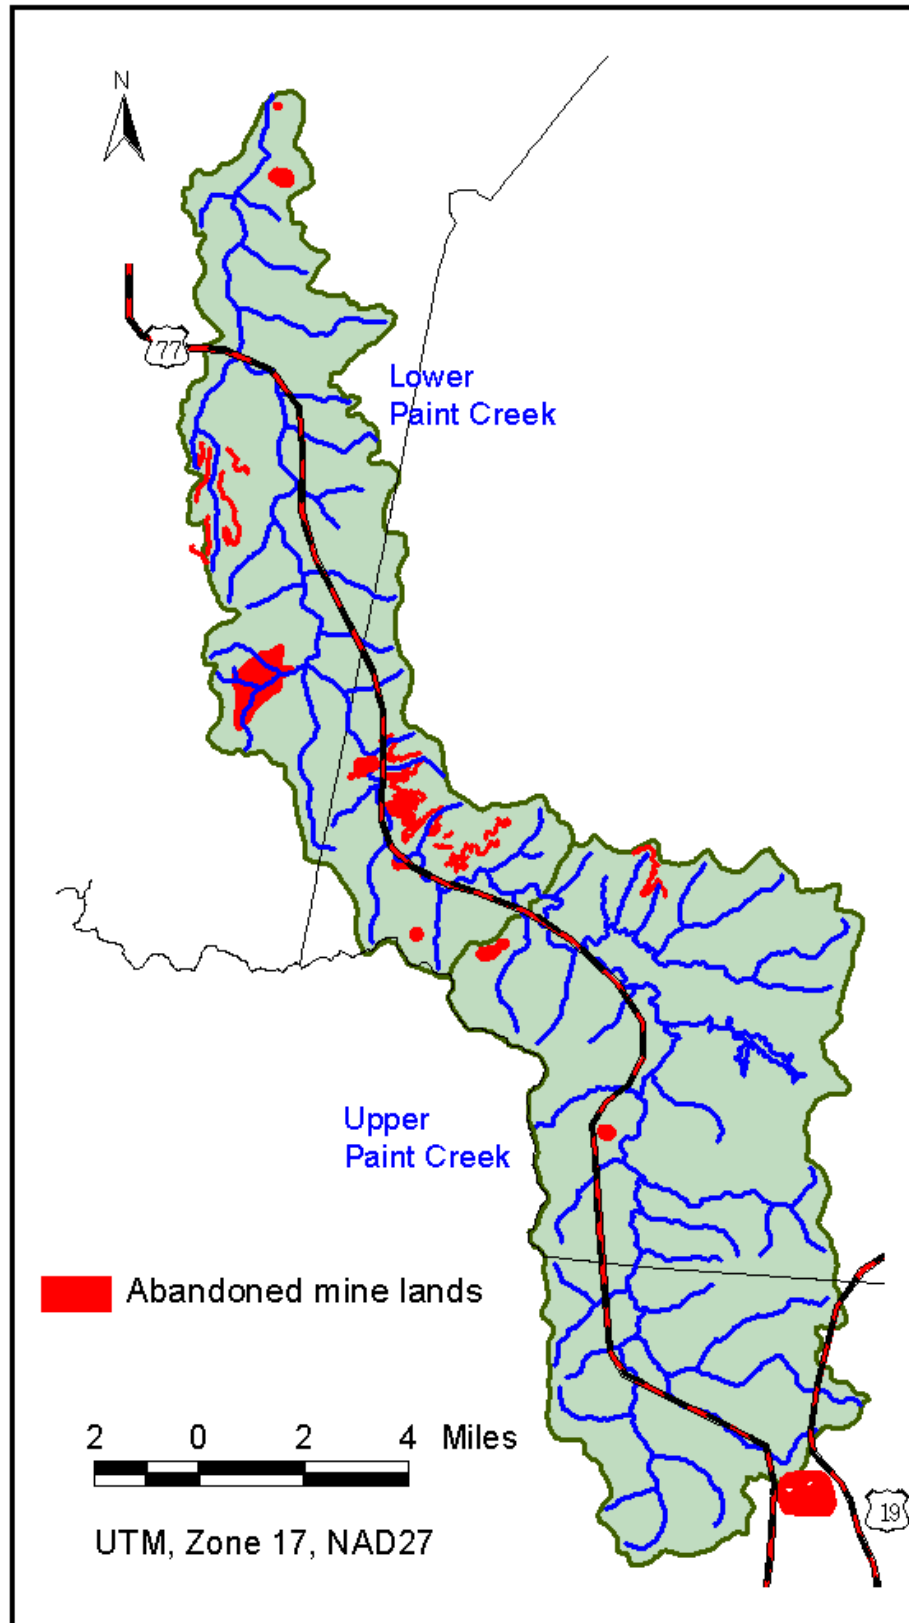 N
77
Lower
Paint Creek
Upper
Paint Creek
Abandoned mine lands
2 0 2 4 Miles
19
UTM, Zone 17, NAD27